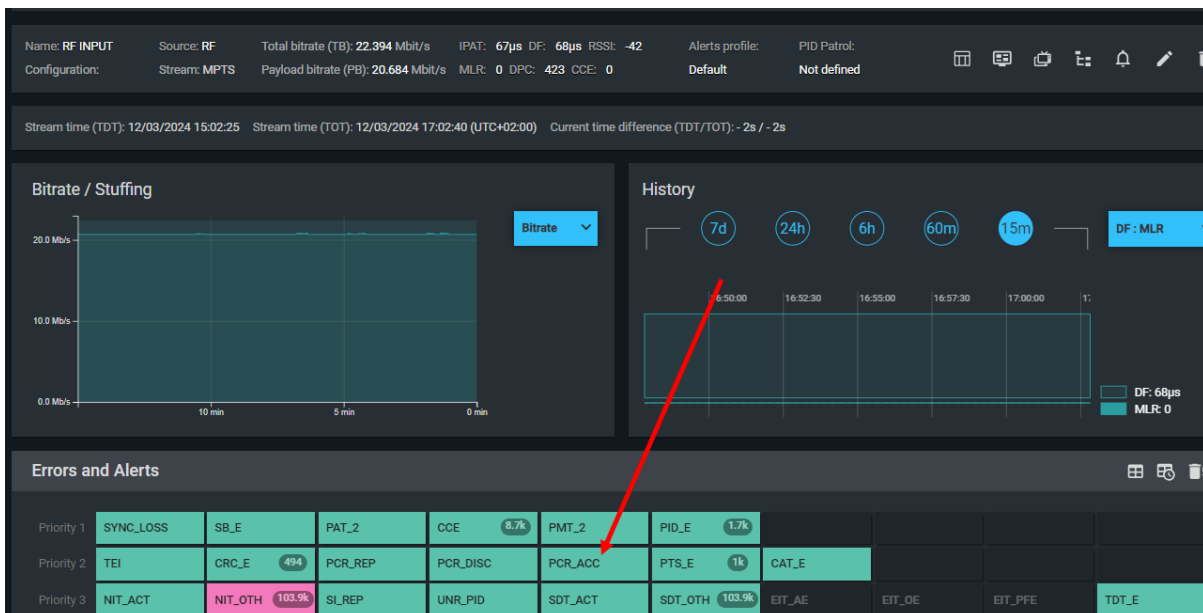 Name: RF INPUT Source: RF Total bitrate (TB): 22.394 Mbit/s IPAT: 67µs DF: 68µs RSSI: -42 Alerts profile: PID Patrol:
Configuration: Stream: MPTS Payload bitrate (PB): 20.684 Mbit/s MLR: 0 DPC: 423 CCE: 0 Default Not defined
Stream time (TDT): 12/03/2024 15:02:25 Stream time (TOT): 12/03/2024 17:02:40 (UTC+02:00) Current time difference (TDT/TOT): - 2s / - 2s
Bitrate / Stuffing
Bitrate
20.0 Mb/s
10.0 Mb/s
0.0 Mb/s
10 min 5 min 0 min
History
7d 24h 6h 60m 15m
DF : MLR
16:50:00 16:52:30 16:55:00 16:57:30 17:00:00
DF: 68µs
MLR: 0
Errors and Alerts
Priority 1 SYNC_LOSS SB_E PAT_2 CCE 8.7k PMT_2 PID_E 1.7k
Priority 2 TEI CRC_E 494 PCR_REP PCR_DISC PCR_ACC PTS_E 1k CAT_E
Priority 3 NIT_ACT NIT_OTH 103.9k SI_REP UNR_PID SDT_ACT SDT_OTH 103.9k EIT_AE EIT_OE EIT_PFE TDT_E